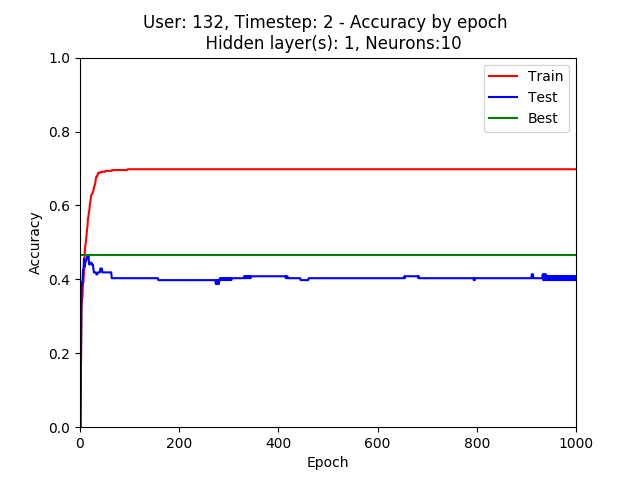 User: 132, Timestep: 2 - Accuracy by epoch
Hidden layer(s): 1, Neurons:10
1.0
0.8
0.6
0.4
0.2
0.0
Accuracy
Train
Test
Best
0
200
400
600
800
1000
Epoch